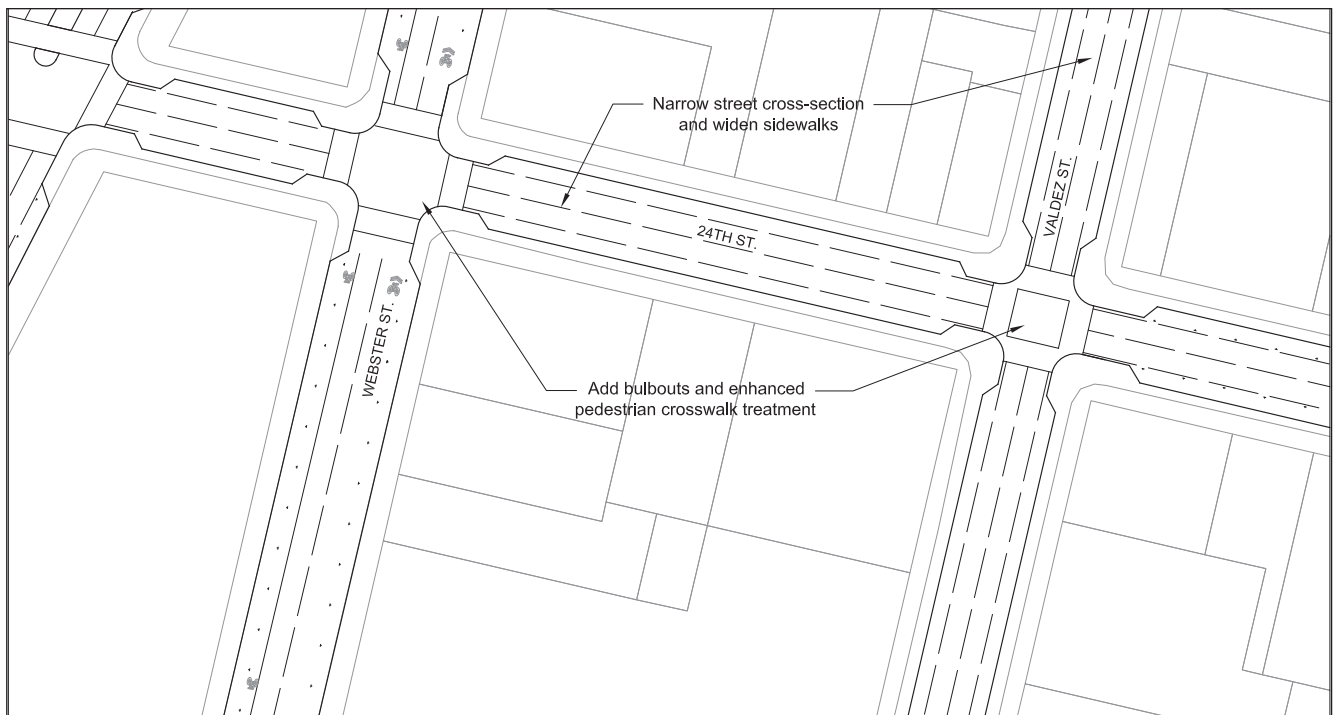 Narrow street cross-section
and widen sidewalks
VALDEZ ST.
24TH ST.
WEBSTER ST.
Add bulbouts and enhanced
pedestrian crosswalk treatment